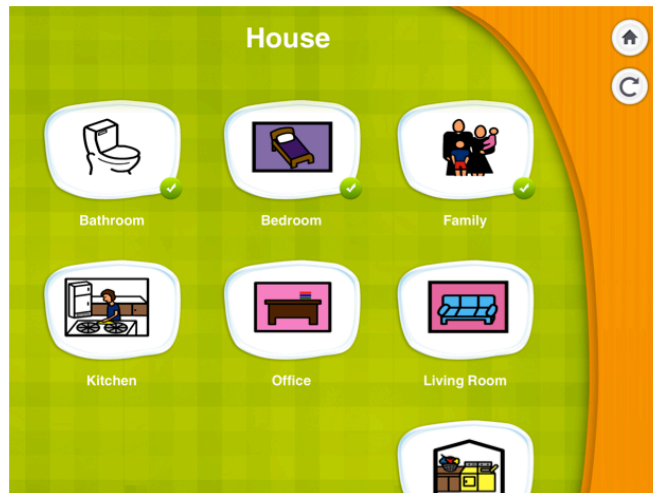 House
Bathroom
Bedroom
Family
Kitchen
Office
Living Room